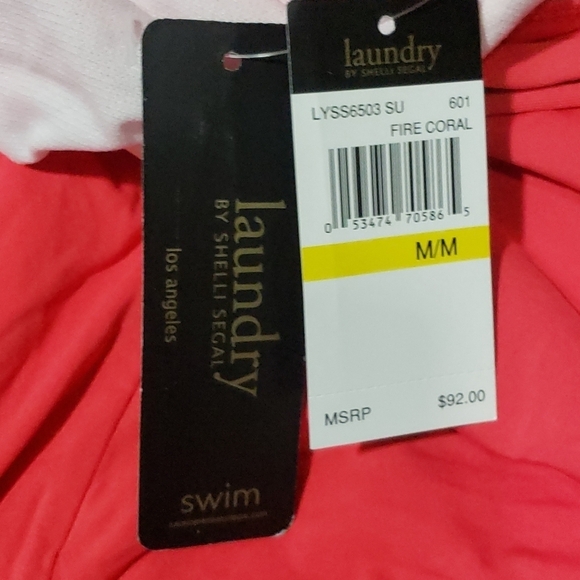 laundry
BY SHELLI SEGAL
los angeles
swim
laundry
BY SHELLI SEGAL
LYSS6503 SU 601
FIRE CORAL
0 53474 70586 5
M/M
MSRP $92.00